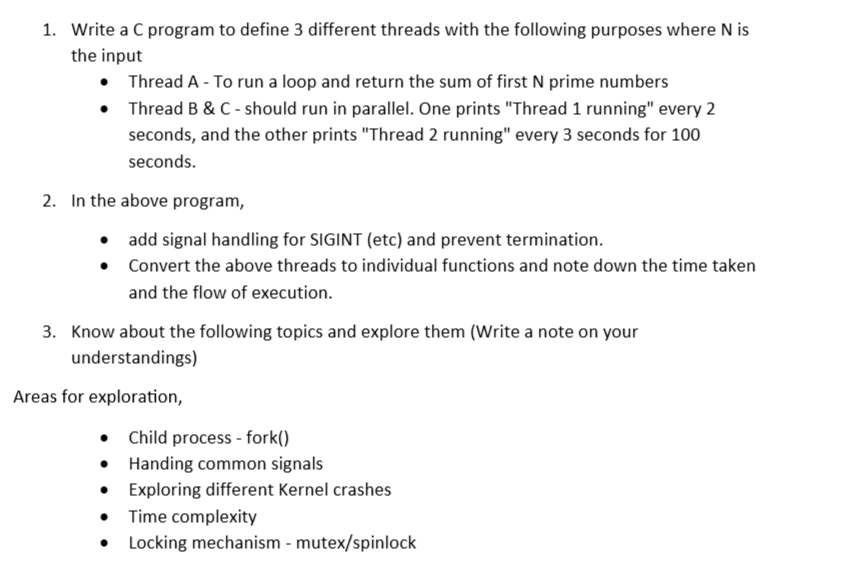 1. Write a C program to define 3 different threads with the following purposes where N is
the input
• Thread A - To run a loop and return the sum of first N prime numbers
• Thread B & C - should run in parallel. One prints "Thread 1 running" every 2
seconds, and the other prints "Thread 2 running" every 3 seconds for 100
seconds.
2. In the above program,
• add signal handling for SIGINT (etc) and prevent termination.
• Convert the above threads to individual functions and note down the time taken
and the flow of execution.
3. Know about the following topics and explore them (Write a note on your
understandings)
Areas for exploration,
• Child process - fork()
• Handing common signals
• Exploring different Kernel crashes
• Time complexity
• Locking mechanism - mutex/spinlock